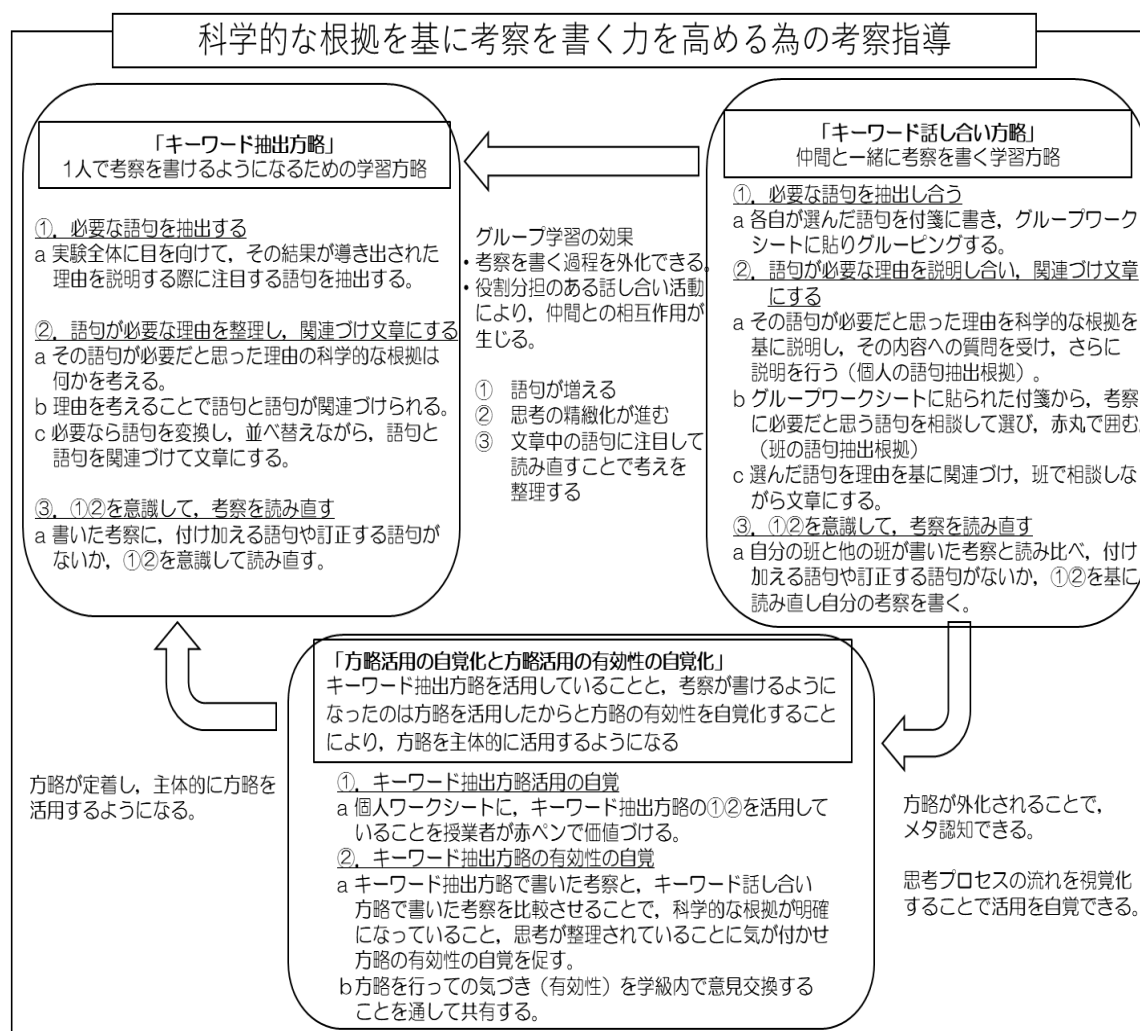 科学的な根拠を基に考察を書く力を高める為の考察指導
「キーワード抽出方略」
1人で考察を書けるようになるための学習方略
①．必要な語句を抽出する
a 実験全体に目を向けて，その結果が導き出された
理由を説明する際に注目する語句を抽出する。
②．語句が必要な理由を整理し，関連づけ文章にする
a その語句が必要だと思った理由の科学的な根拠は
何かを考える。
b 理由を考えることで語句と語句が関連づけられる。
c 必要なら語句を変換し，並べ替えながら，語句と
語句を関連づけて文章にする。
③．①②を意識して，考察を読み直す
a 書いた考察に，付け加える語句や訂正する語句が
ないか，①②を意識して読み直す。
グループ学習の効果
・考察を書く過程を外化できる。
・役割分担のある話し合い活動
により，仲間との相互作用が
生じる。
① 語句が増える
② 思考の精緻化が進む
③ 文章中の語句に注目して
読み直すことで考えを
整理する
「キーワード話し合い方略」
仲間と一緒に考察を書く学習方略
①．必要な語句を抽出し合う
a 各自が選んだ語句を付箋に書き，グループワーク
シートに貼りグルーピングする。
②．語句が必要な理由を説明し合い，関連づけ文章
にする
a その語句が必要だと思った理由を科学的な根拠を
基に説明し，その内容への質問を受け，さらに
説明を行う（個人の語句抽出根拠）。
b グループワークシートに貼られた付箋から，考察
に必要だと思う語句を相談して選び，赤丸で囲む。
（班の語句抽出根拠）
c 選んだ語句を理由を基に関連づけ，班で相談しな
がら文章にする。
③．①②を意識して，考察を読み直す
a 自分の班と他の班が書いた考察と読み比べ，付け
加える語句や訂正する語句がないか，①②を基に
読み直し自分の考察を書く。
「方略活用の自覚化と方略活用の有効性の自覚化」
キーワード抽出方略を活用していることと，考察が書けるように
なったのは方略を活用したからと方略の有効性を自覚化すること
により，方略を主体的に活用するようになる
①．キーワード抽出方略活用の自覚
a 個人ワークシートに，キーワード抽出方略の①②を活用して
いることを授業者が赤ペンで価値づける。
②．キーワード抽出方略の有効性の自覚
a キーワード抽出方略で書いた考察と，キーワード話し合い
方略で書いた考察を比較させることで，科学的な根拠が明確
になっていること，思考が整理されていることに気が付かせ
方略の有効性の自覚を促す。
b 方略を行っての気づき（有効性）を学級内で意見交換する
ことを通して共有する。
方略が定着し，主体的に方略を
活用するようになる。
方略が外化されることで，
メタ認知できる。
思考プロセスの流れを視覚化
することで活用を自覚できる。